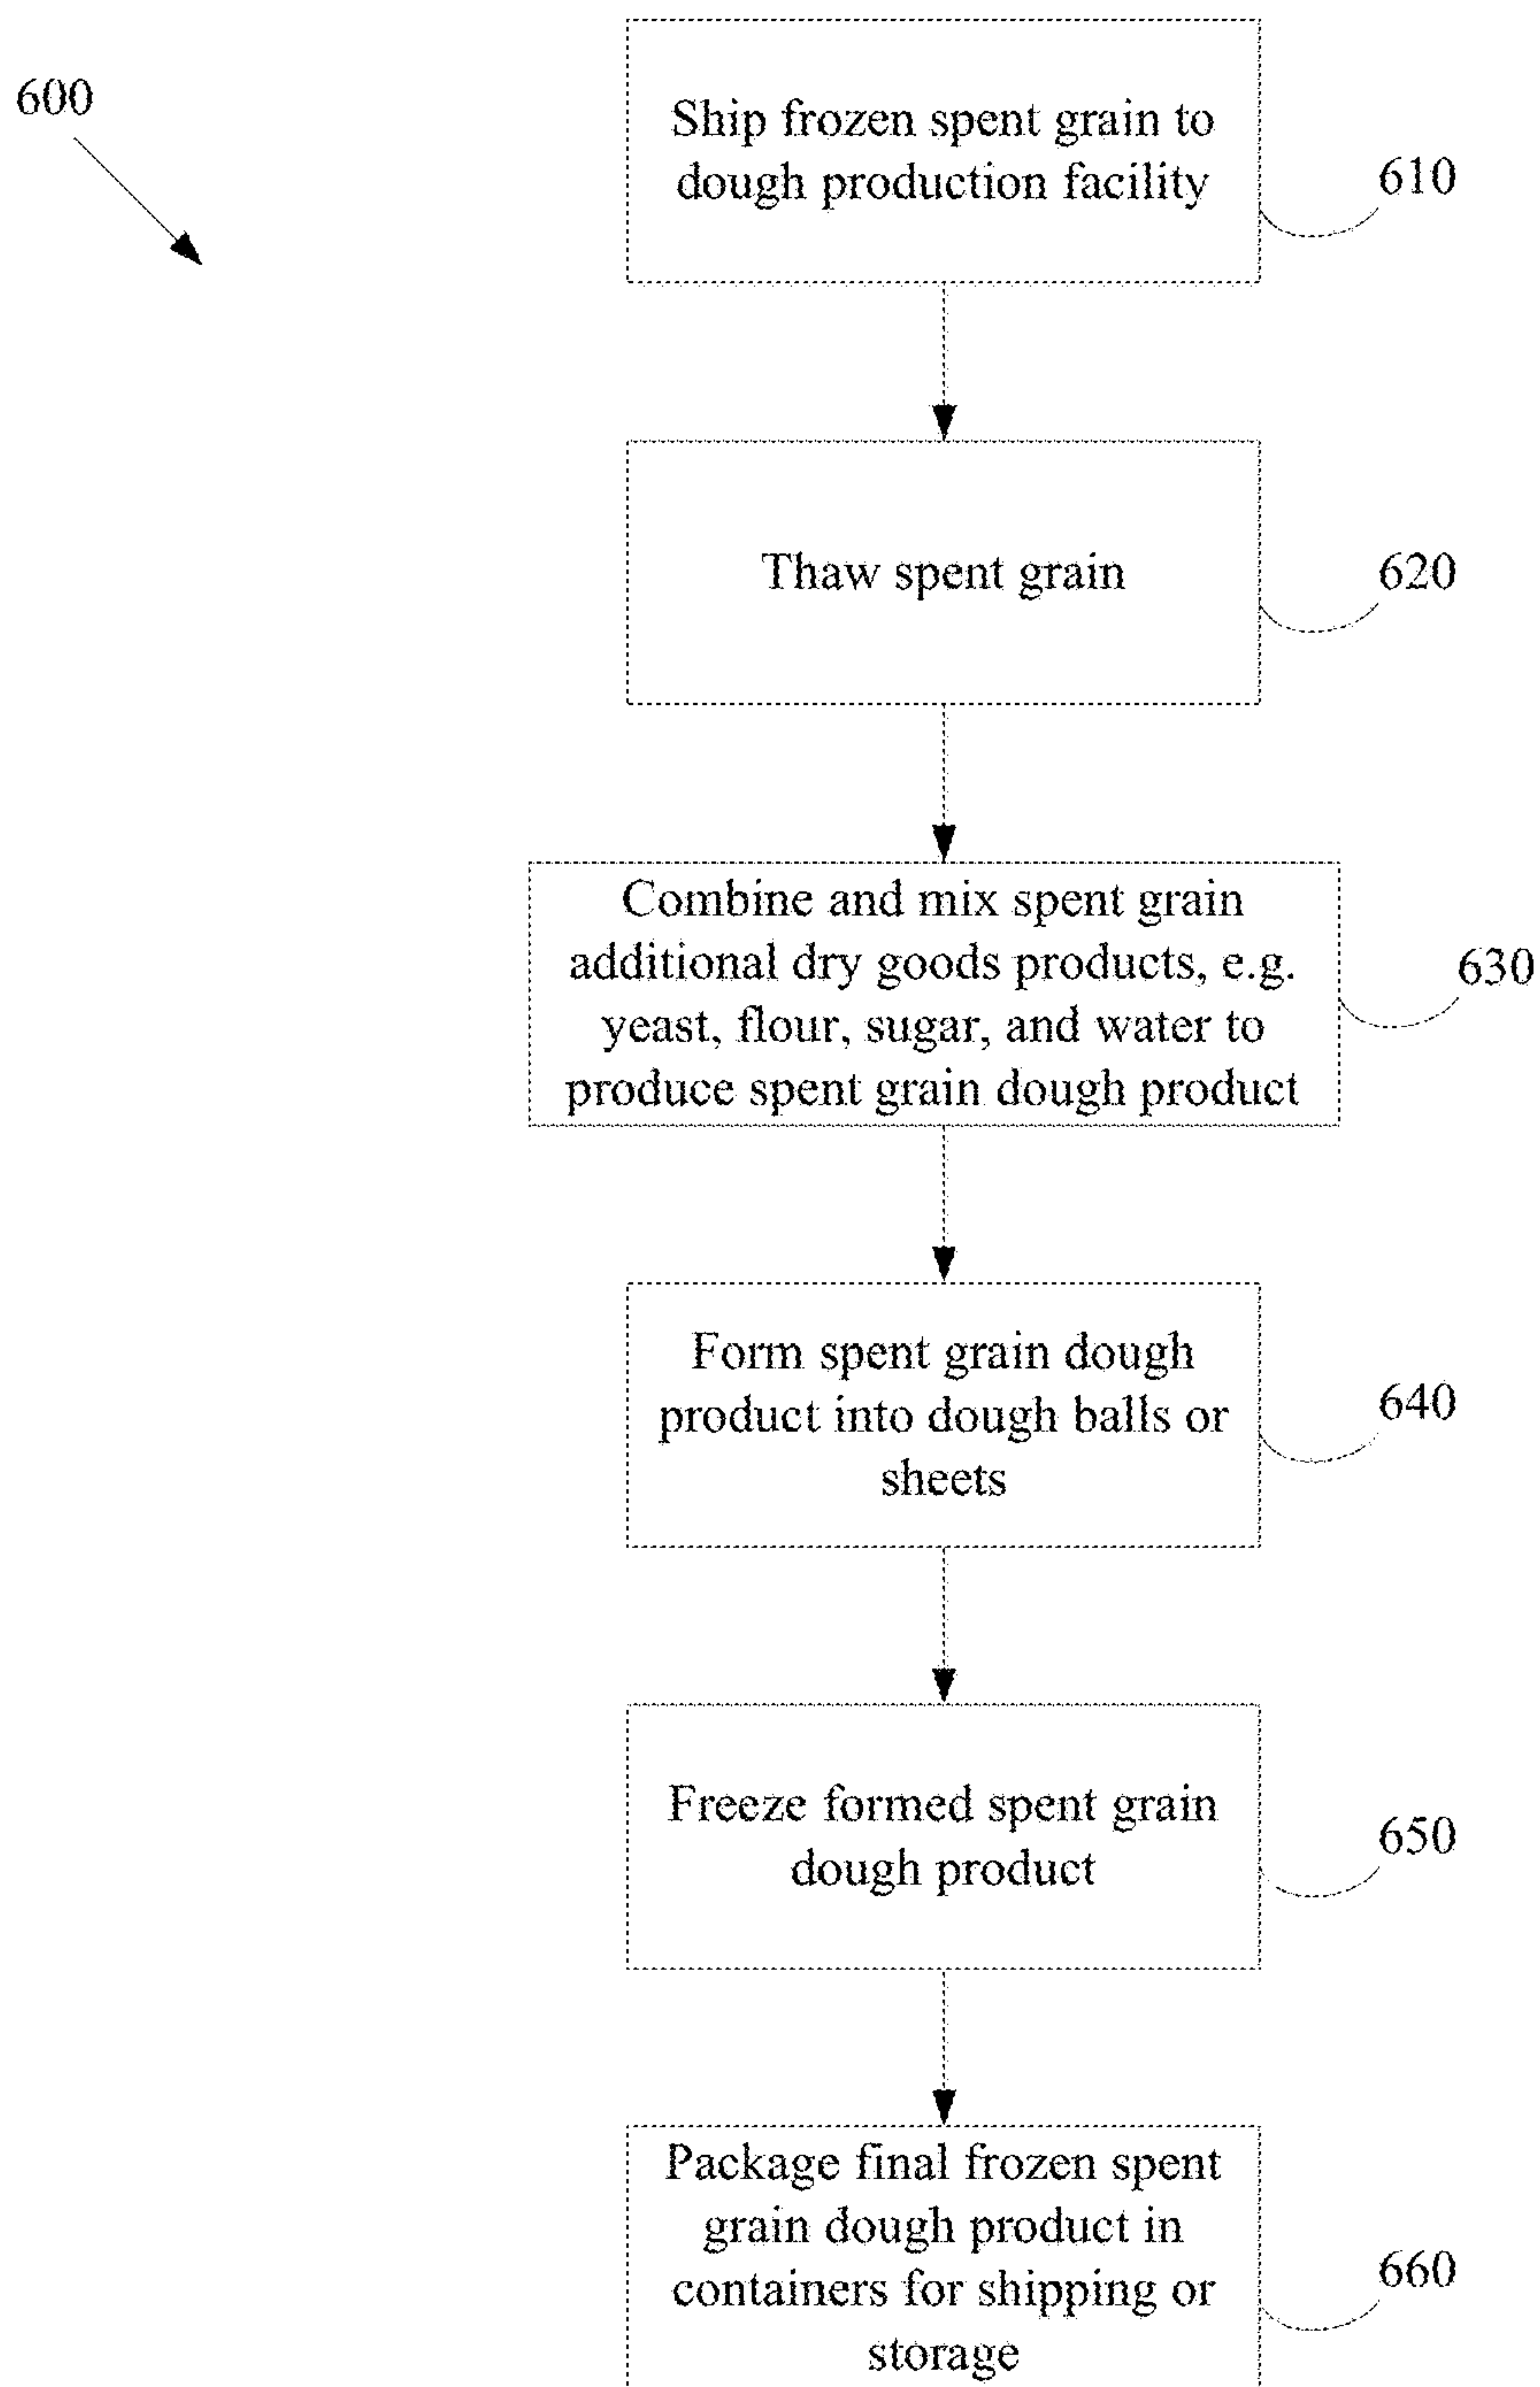 600
Ship frozen spent grain to
dough production facility
610
Thaw spent grain
620
Combine and mix spent grain
additional dry goods products, e.g.
yeast, flour, sugar, and water to
produce spent grain dough product
630
Form spent grain dough
product into dough balls or
sheets
640
Freeze formed spent grain
dough product
650
Package final frozen spent
grain dough product in
containers for shipping or
storage
660